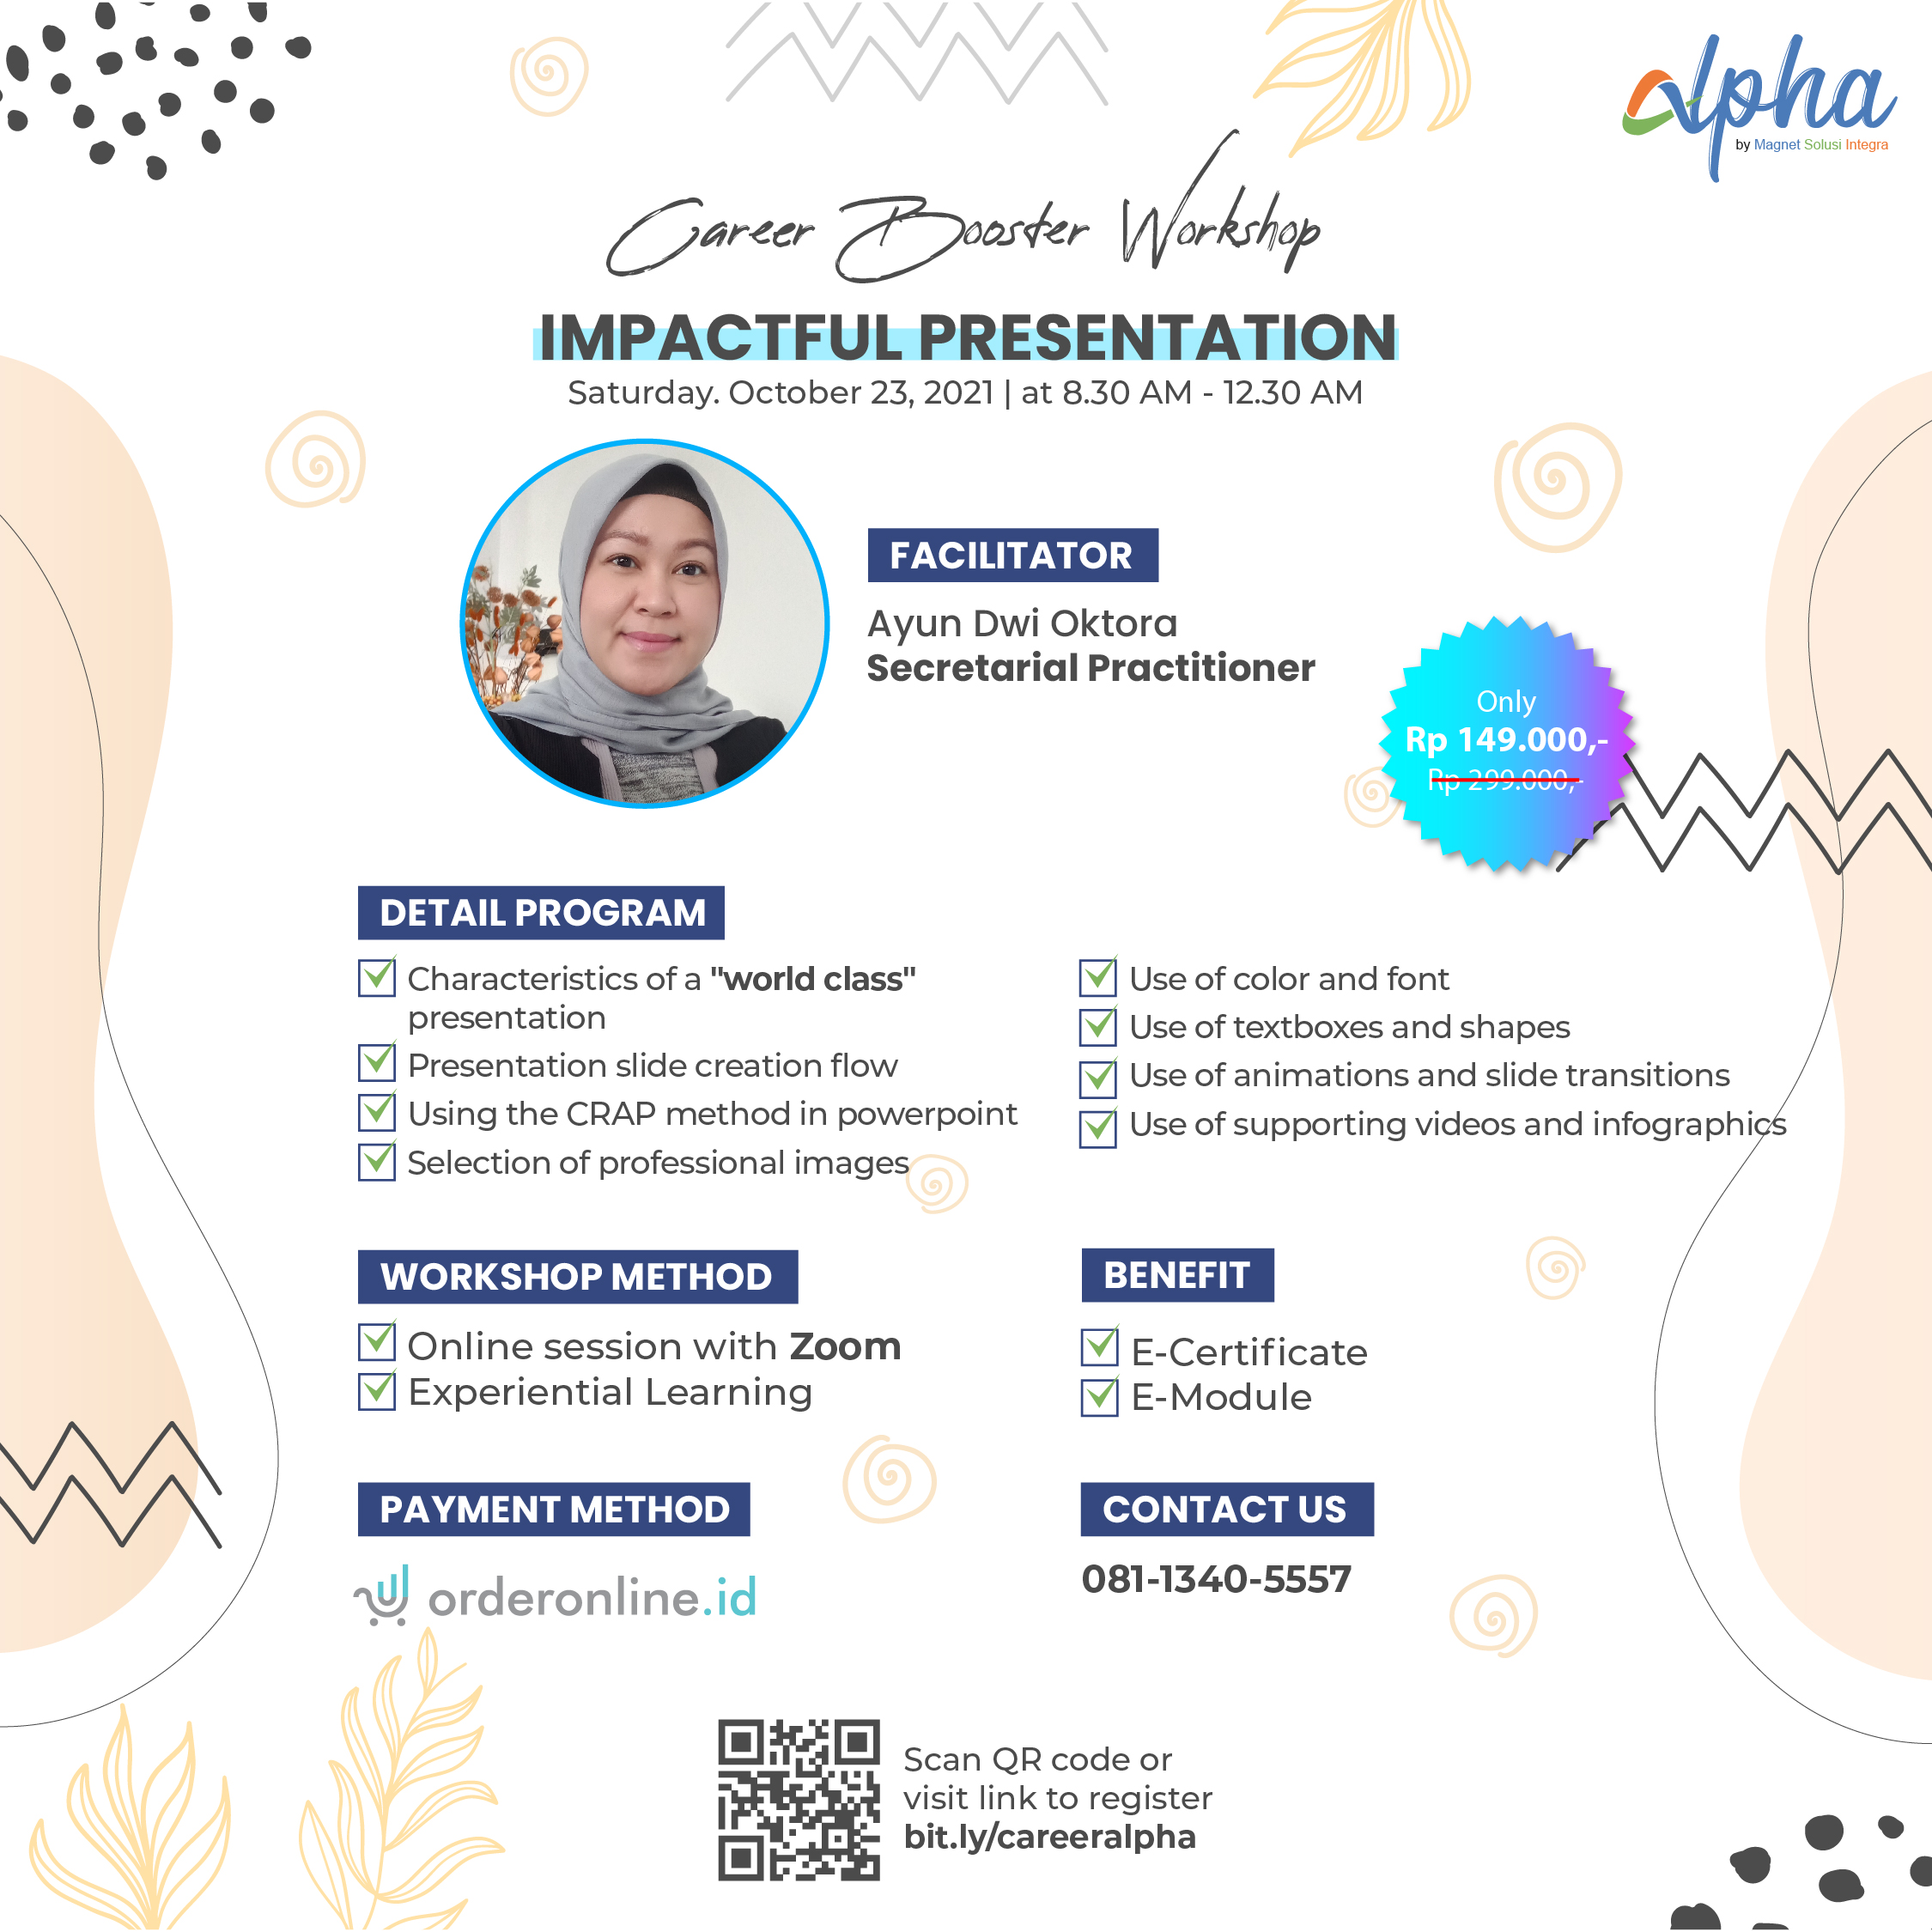 Alpha
by Magnet Solusi Integra
Career Booster Workshop
IMPACTFUL PRESENTATION
Saturday. October 23, 2021 | at 8.30 AM - 12.30 AM
FACILITATOR
Ayun Dwi Oktora
Secretarial Practitioner
Only
Rp 149.000,-
Rp 299.000,-
DETAIL PROGRAM
Characteristics of a "world class"
presentation
Presentation slide creation flow
Using the CRAP method in powerpoint
Selection of professional images
Use of color and font
Use of textboxes and shapes
Use of animations and slide transitions
Use of supporting videos and infographics
WORKSHOP METHOD
Online session with Zoom
Experiential Learning
BENEFIT
E-Certificate
E-Module
PAYMENT METHOD
orderonline.id
CONTACT US
081-1340-5557
Scan QR code or
visit link to register
bit.ly/careeralpha